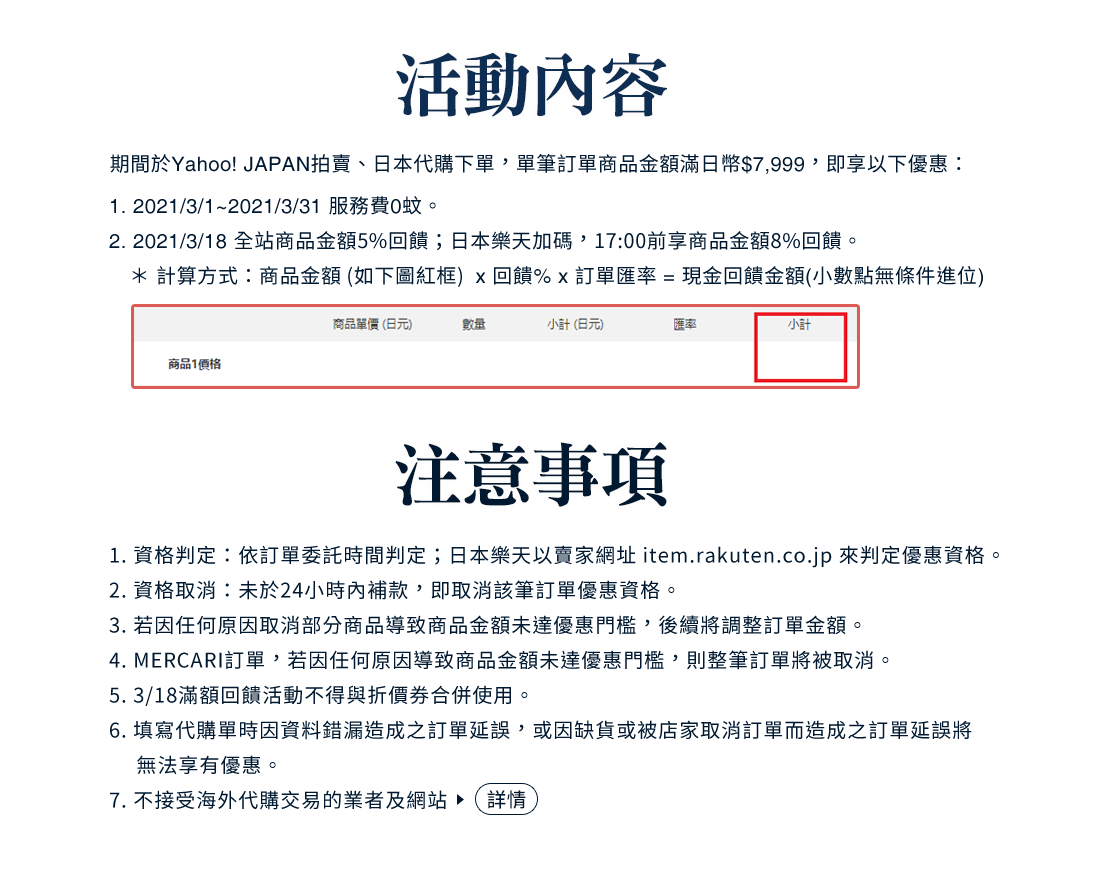 活動內容
期間於Yahoo! JAPAN拍賣、日本代購下單，單筆訂單商品金額滿日幣$7,999，即享以下優惠：
1. 2021/3/1~2021/3/31 服務費0蚊。
2. 2021/3/18 全站商品金額5%回饋；日本樂天加碼，17:00前享商品金額8%回饋。
＊ 計算方式：商品金額 (如下圖紅框) x 回饋% x 訂單匯率 = 現金回饋金額(小數點無條件進位)
商品單價 (日元) 數量 小計 (日元) 匯率 小計
商品1價格
注意事項
1. 資格判定：依訂單委託時間判定；日本樂天以賣家網址 item.rakuten.co.jp 來判定優惠資格。
2. 資格取消：未於24小時內補款，即取消該筆訂單優惠資格。
3. 若因任何原因取消部分商品導致商品金額未達優惠門檻，後續將調整訂單金額。
4. MERCARI訂單，若因任何原因導致商品金額未達優惠門檻，則整筆訂單將被取消。
5. 3/18滿額回饋活動不得與折價券合併使用。
6. 填寫代購單時因資料錯漏造成之訂單延誤，或因缺貨或被店家取消訂單而造成之訂單延誤將
無法享有優惠。
7. 不接受海外代購交易的業者及網站 ▶ 詳情